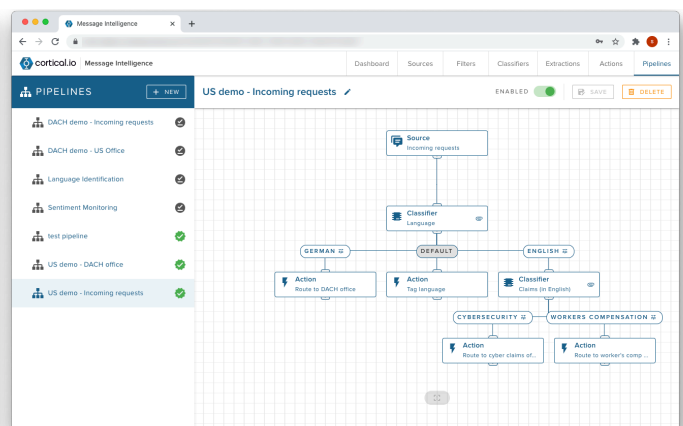 Message Intelligence
cortical.io Message Intelligence
Dashboard Sources Filters Classifiers Extractions Actions Pipelines
PIPELINES + NEW
US demo - Incoming requests
ENABLED SAVE DELETE
DACH demo - Incoming requests
DACH demo - US Office
Language Identification
Sentiment Monitoring
test pipeline
US demo - DACH office
US demo - Incoming requests
Source
Incoming requests
Classifier
Language
GERMAN DEFAULT ENGLISH
Action
Route to DACH office
Action
Tag language
Classifier
Claims (in English)
CYBERSECURITY WORKERS COMPENSATION
Action
Route to cyber claims of...
Action
Route to worker's comp ...